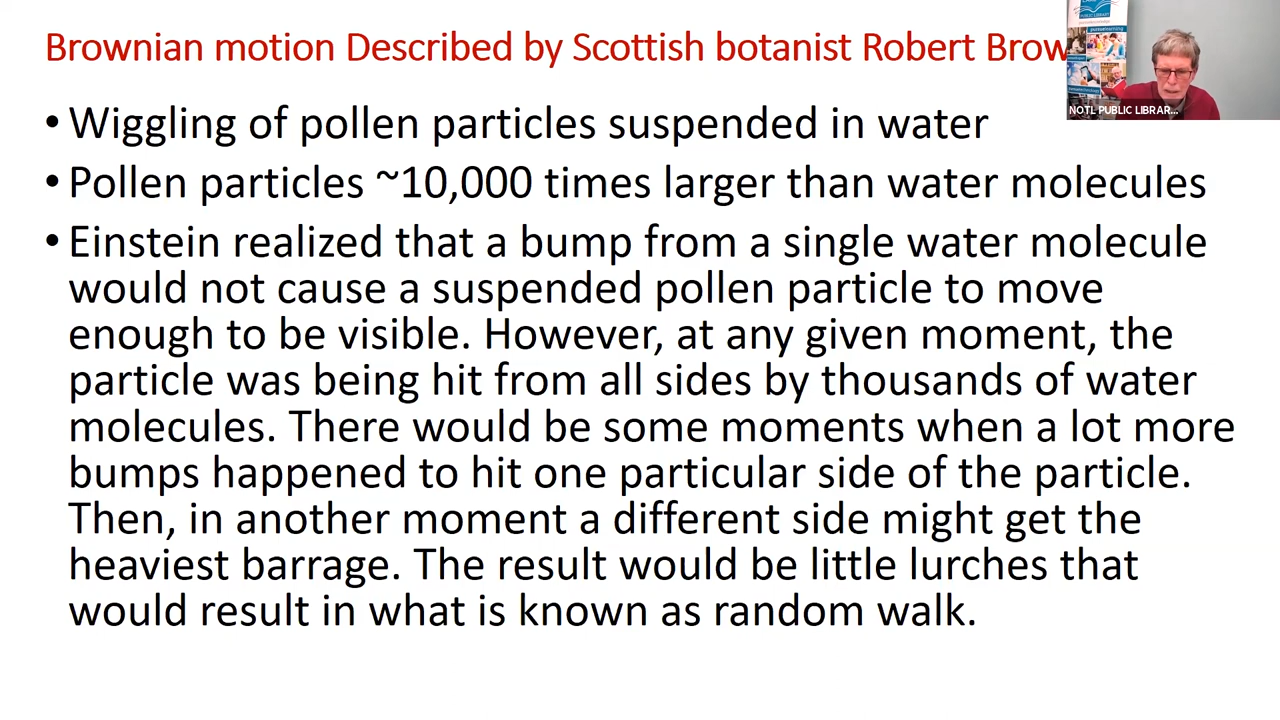 Brownian motion Described by Scottish botanist Robert Brow
• Wiggling of pollen particles suspended in water
• Pollen particles ~10,000 times larger than water molecules
• Einstein realized that a bump from a single water molecule
would not cause a suspended pollen particle to move
enough to be visible. However, at any given moment, the
particle was being hit from all sides by thousands of water
molecules. There would be some moments when a lot more
bumps happened to hit one particular side of the particle.
Then, in another moment a different side might get the
heaviest barrage. The result would be little lurches that
would result in what is known as random walk.
PUBLIC LIBRARY
NOTL PUBLIC LIBRAR...